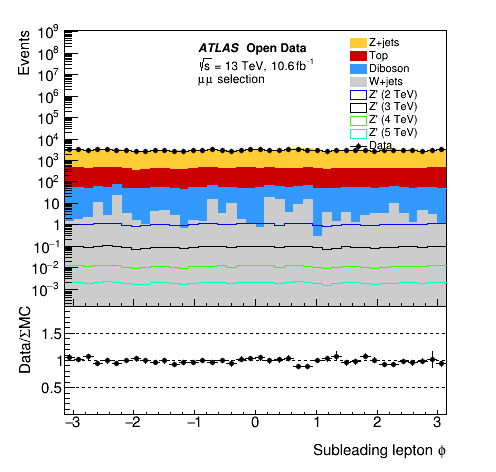 Events
10⁹
10⁸
10⁷
10⁶
10⁵
10⁴
10³
10²
10
1
10⁻¹
10⁻²
10⁻³
ATLAS Open Data
√s = 13 TeV, 10.6 fb⁻¹
μμ selection
Z+jets
Top
Diboson
W+jets
Z' (2 TeV)
Z' (3 TeV)
Z' (4 TeV)
Z' (5 TeV)
Data
Data/ΣMC
1.5
1
0.5
−3 −2 −1 0 1 2 3
Subleading lepton ϕ